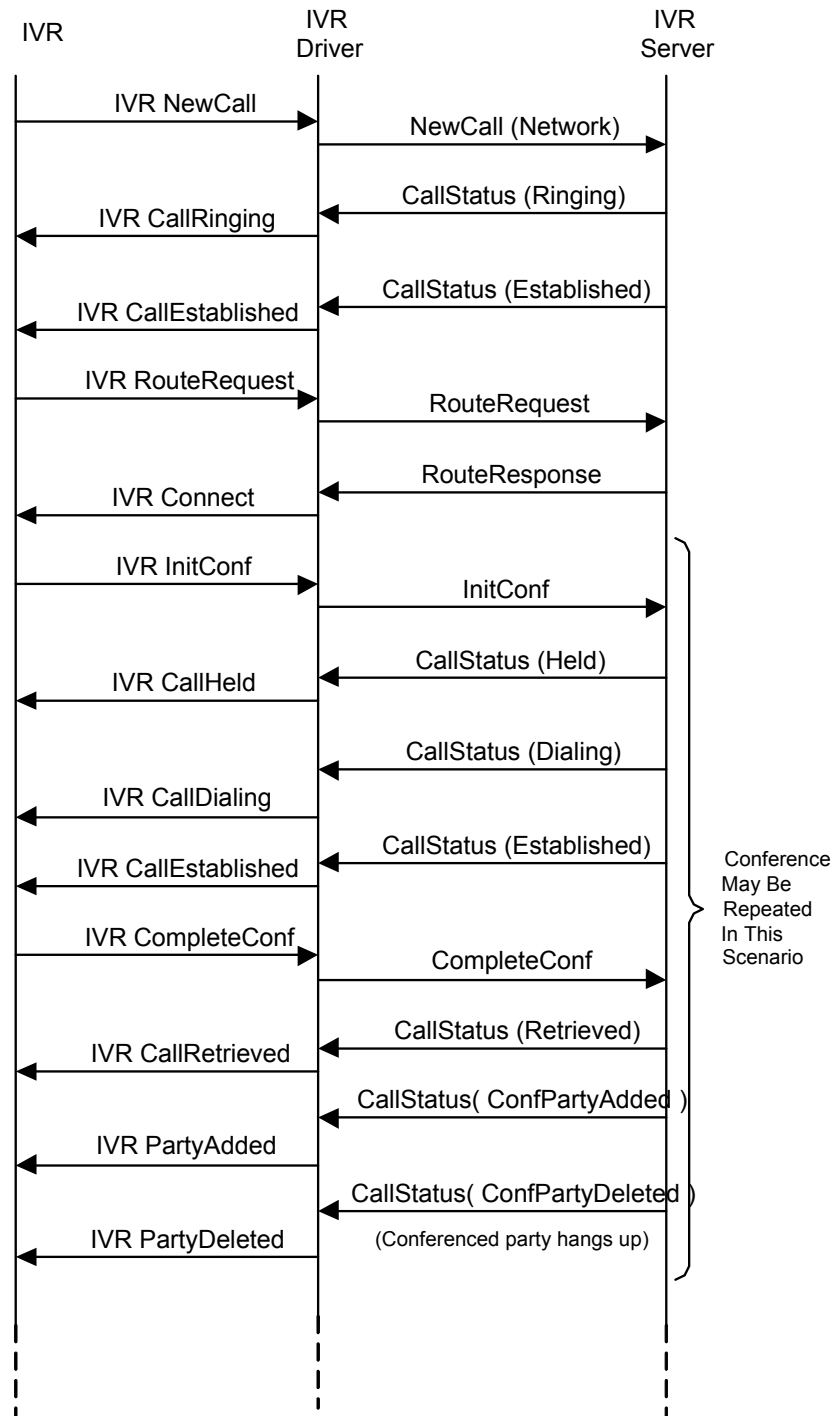 IVR
IVR
Driver
IVR
Server
IVR NewCall
NewCall (Network)
CallStatus (Ringing)
IVR CallRinging
CallStatus (Established)
IVR CallEstablished
IVR RouteRequest
RouteRequest
RouteResponse
IVR Connect
IVR InitConf
InitConf
CallStatus (Held)
IVR CallHeld
CallStatus (Dialing)
IVR CallDialing
CallStatus (Established)
IVR CallEstablished
Conference
May Be
Repeated
In This
Scenario
IVR CompleteConf
CompleteConf
CallStatus (Retrieved)
IVR CallRetrieved
CallStatus( ConfPartyAdded )
IVR PartyAdded
CallStatus( ConfPartyDeleted )
IVR PartyDeleted
(Conferenced party hangs up)